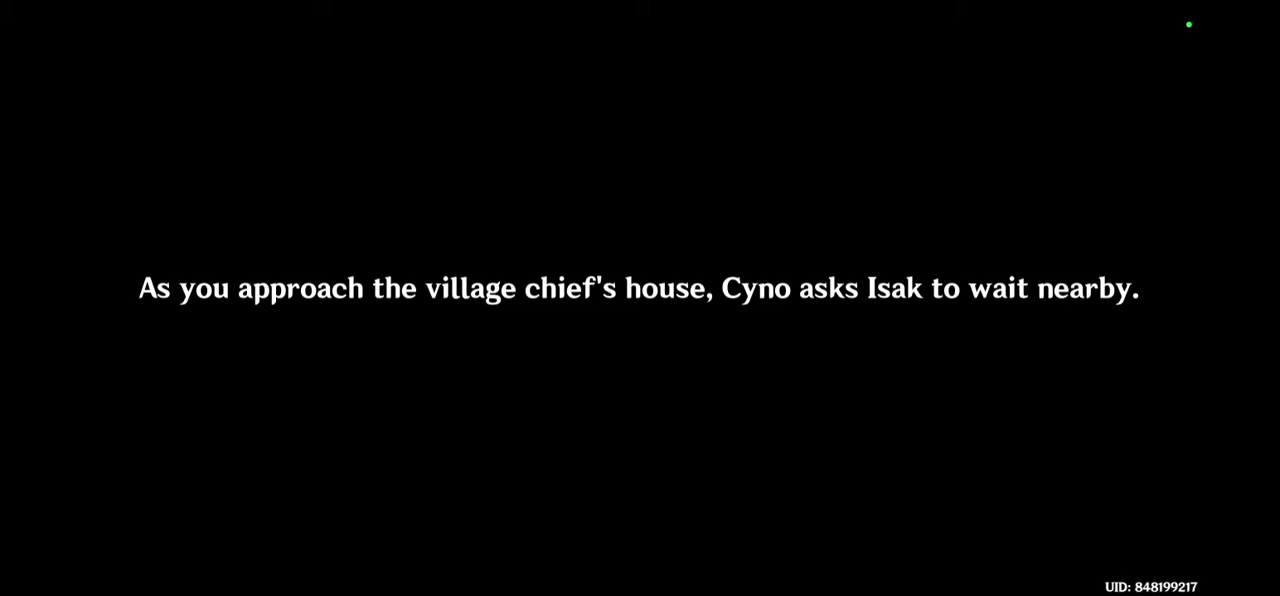 As you approach the village chief's house, Cyno asks Isak to wait nearby.
UID: 848199217